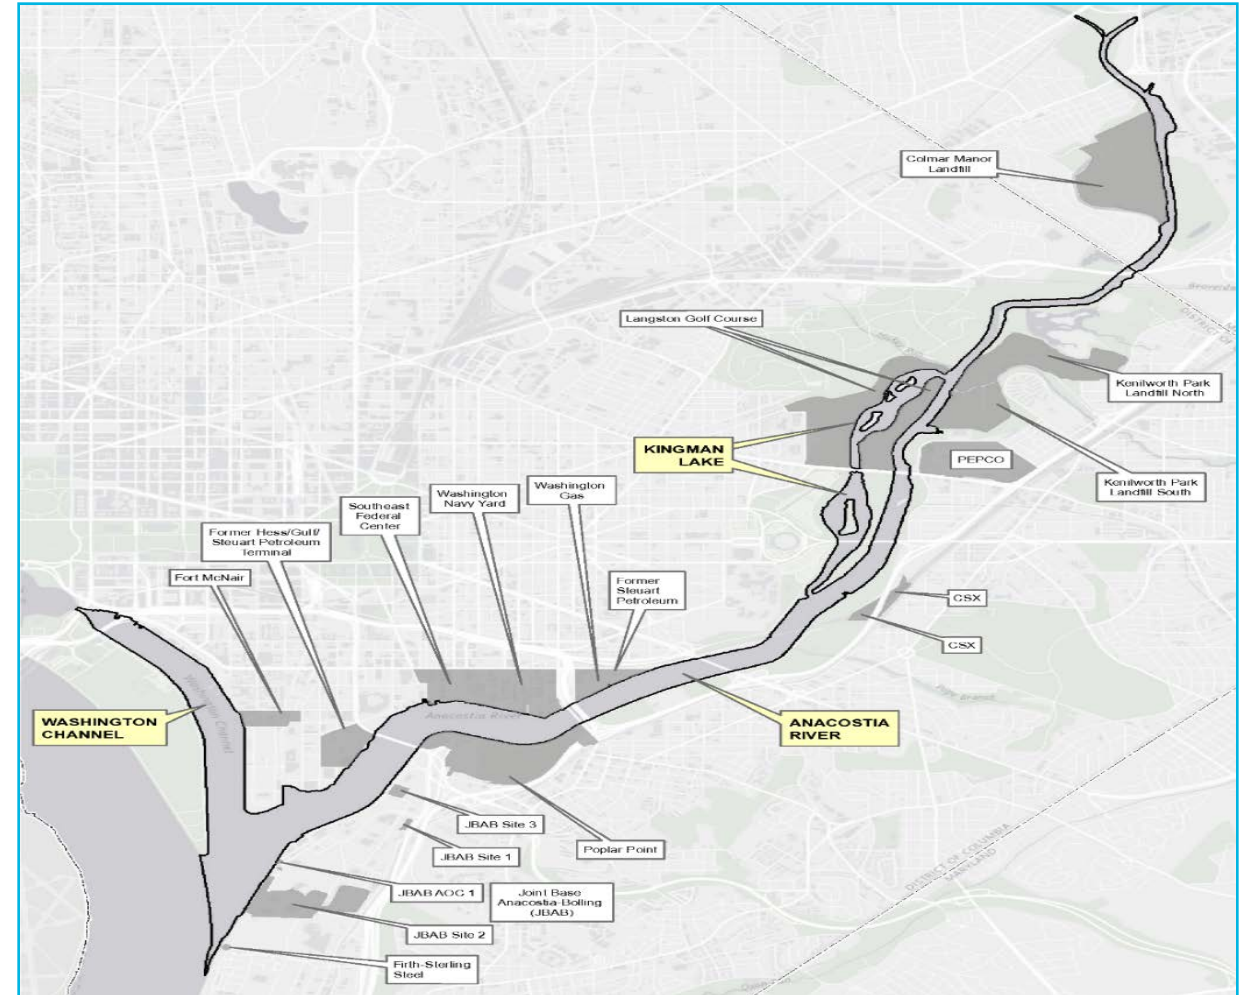 Colmar Manor
Landfill
Langston Golf Course
Kenilworth Park
Landfill North
KINGMAN
LAKE
PEPCO
Kenilworth Park
Landfill South
Washington
Gas
Washington
Navy Yard
Southeast
Federal
Center
Former Hess/Gulf/
Steuart Petroleum
Terminal
Fort McNair
Former
Steuart
Petroleum
CSX
CSX
WASHINGTON
CHANNEL
Washington Channel
Anacostia River
ANACOSTIA
RIVER
JBAB Site 3
JBAB Site 1
Poplar Point
JBAB AOC 1
Joint Base
Anacostia-Bolling
(JBAB)
JBAB Site 2
Firth-Sterling
Steel
DISTRICT OF COLUMBIA
MARYLAND